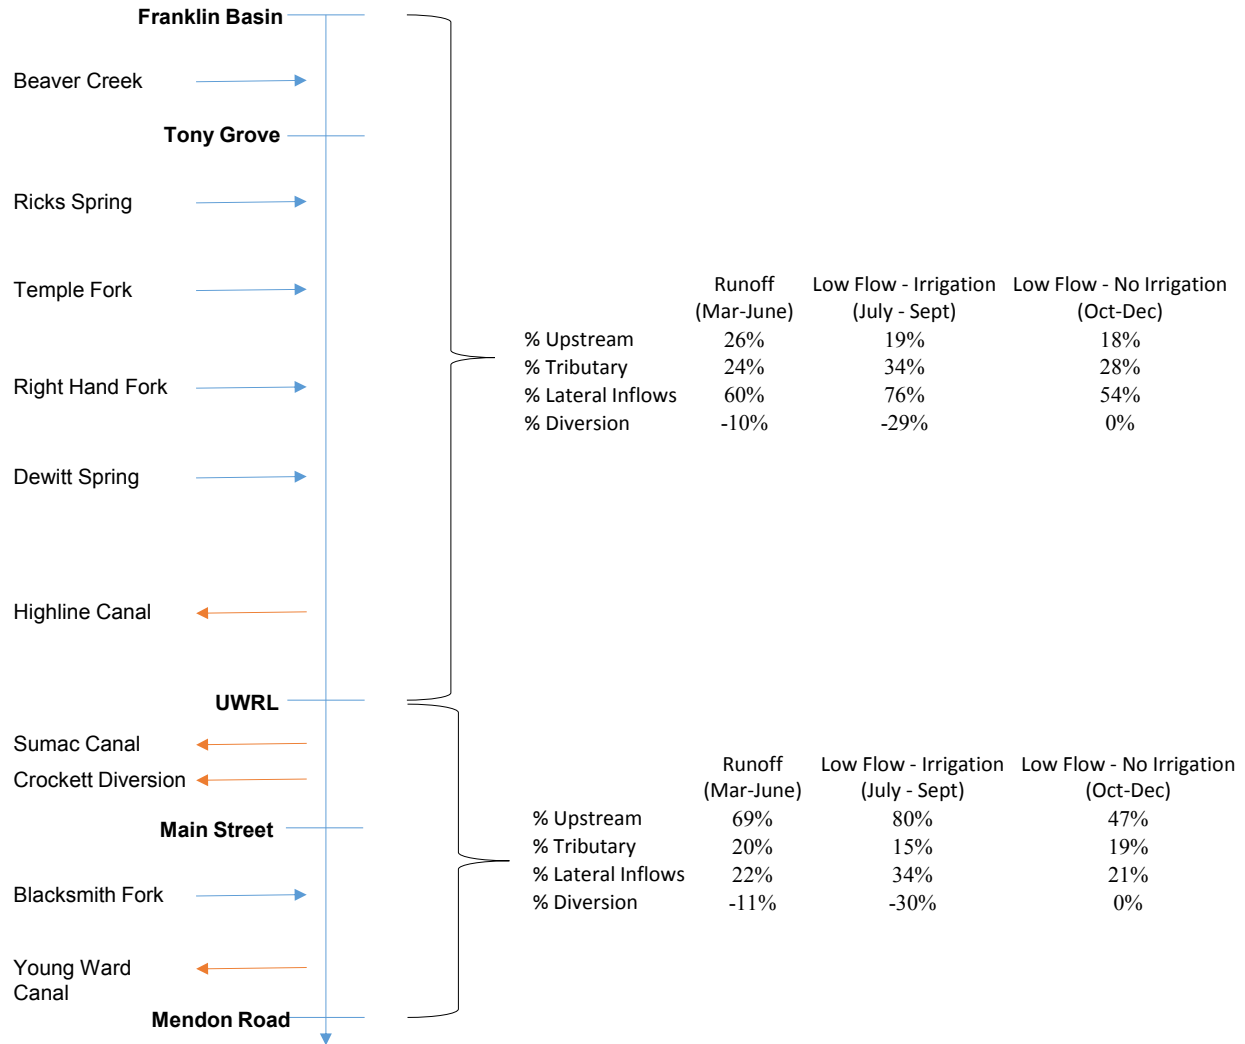 Franklin Basin
Beaver Creek
Tony Grove
Ricks Spring
Temple Fork
Right Hand Fork
Dewitt Spring
Highline Canal
UWRL
Sumac Canal
Crockett Diversion
Main Street
Blacksmith Fork
Young Ward
Canal
Mendon Road
Runoff Low Flow - Irrigation Low Flow - No Irrigation
(Mar-June) (July - Sept) (Oct-Dec)
% Upstream 26% 19% 18%
% Tributary 24% 34% 28%
% Lateral Inflows 60% 76% 54%
% Diversion -10% -29% 0%
Runoff Low Flow - Irrigation Low Flow - No Irrigation
(Mar-June) (July - Sept) (Oct-Dec)
% Upstream 69% 80% 47%
% Tributary 20% 15% 19%
% Lateral Inflows 22% 34% 21%
% Diversion -11% -30% 0%